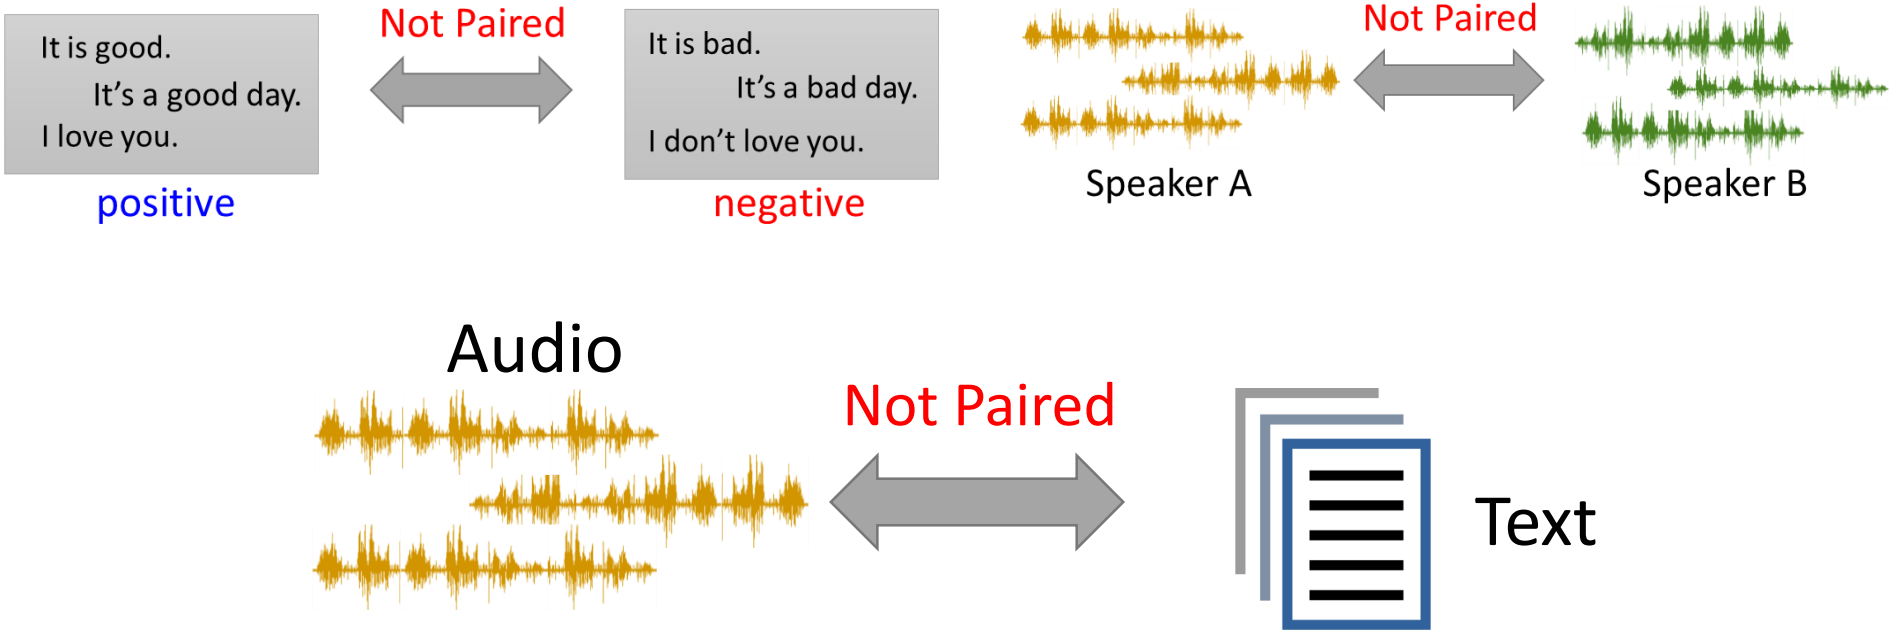 Not Paired
It is good.
It's a good day.
I love you.
positive
It is bad.
It's a bad day.
I don't love you.
negative
Not Paired
Speaker A
Speaker B
Audio
Not Paired
Text